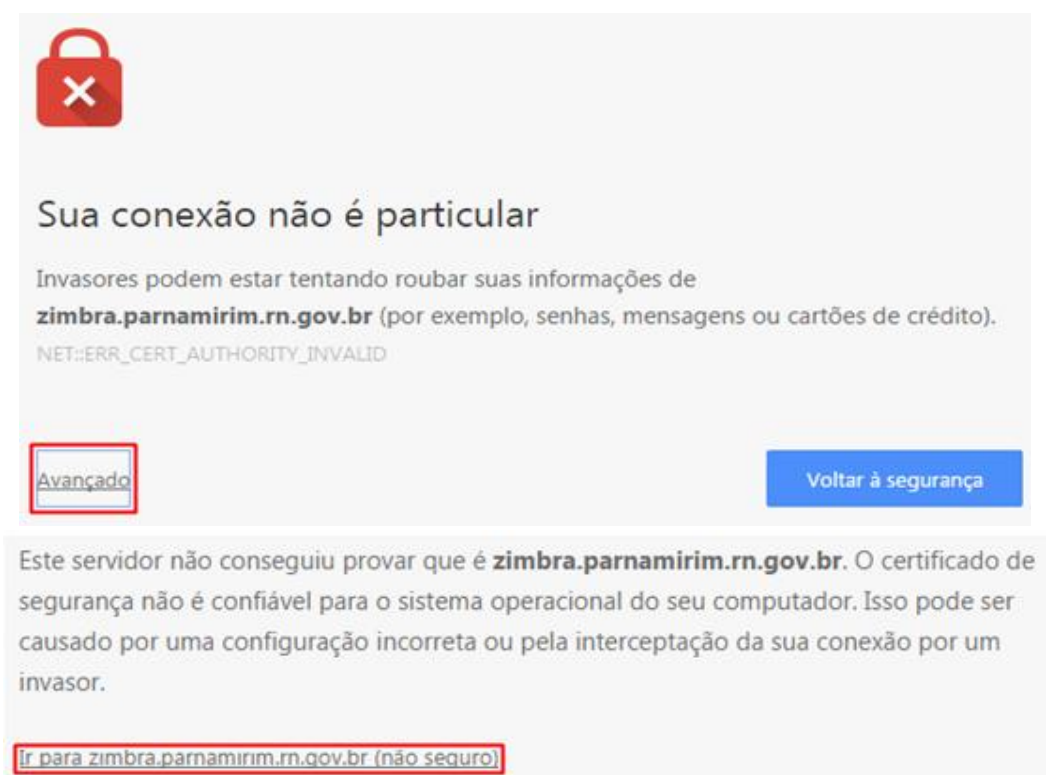 Sua conexão não é particular
Invasores podem estar tentando roubar suas informações de
zimbra.parnamirim.rn.gov.br (por exemplo, senhas, mensagens ou cartões de crédito).
NET::ERR_CERT_AUTHORITY_INVALID
Avançado
Voltar à segurança
Este servidor não conseguiu provar que é zimbra.parnamirim.rn.gov.br. O certificado de
segurança não é confiável para o sistema operacional do seu computador. Isso pode ser
causado por uma configuração incorreta ou pela interceptação da sua conexão por um
invasor.
Ir para zimbra.parnamirim.rn.gov.br (não seguro)